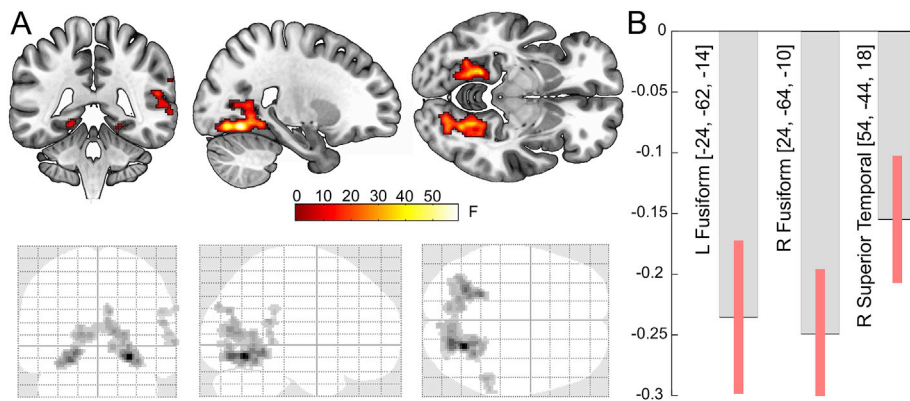 A
0 10 20 30 40 50
F
B
0
-0.05
-0.1
-0.15
-0.2
-0.25
-0.3
L Fusiform [-24, -62, -14]
R Fusiform [24, -64, -10]
R Superior Temporal [54, -44, 18]